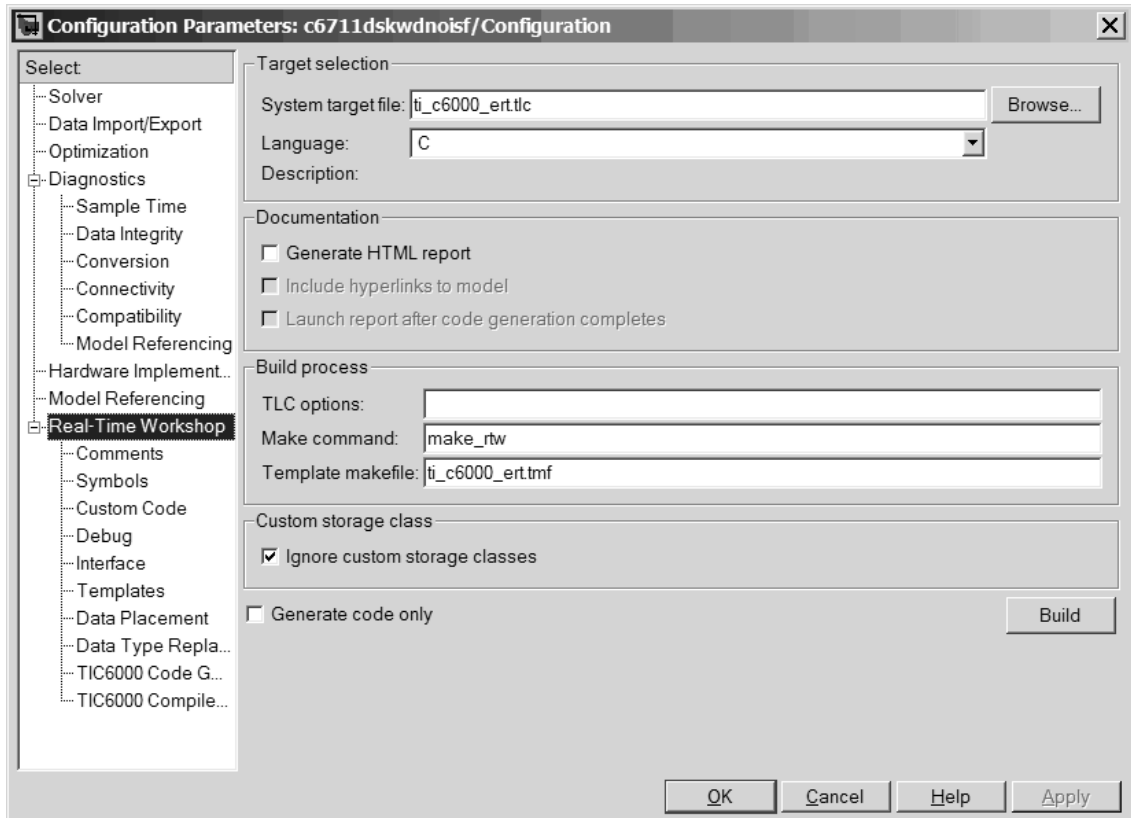 Configuration Parameters: c6711dskwdnoisf/Configuration
Select:
Solver
Data Import/Export
Optimization
Diagnostics
Sample Time
Data Integrity
Conversion
Connectivity
Compatibility
Model Referencing
Hardware Implement...
Model Referencing
Real-Time Workshop
Comments
Symbols
Custom Code
Debug
Interface
Templates
Data Placement
Data Type Repla...
TIC6000 Code G...
TIC6000 Compile...
Target selection
System target file: ti_c6000_ert.tlc Browse...
Language: C
Description:
Documentation
Generate HTML report
Include hyperlinks to model
Launch report after code generation completes
Build process
TLC options:
Make command: make_rtw
Template makefile: ti_c6000_ert.tmf
Custom storage class
Ignore custom storage classes
Generate code only Build
OK Cancel Help Apply